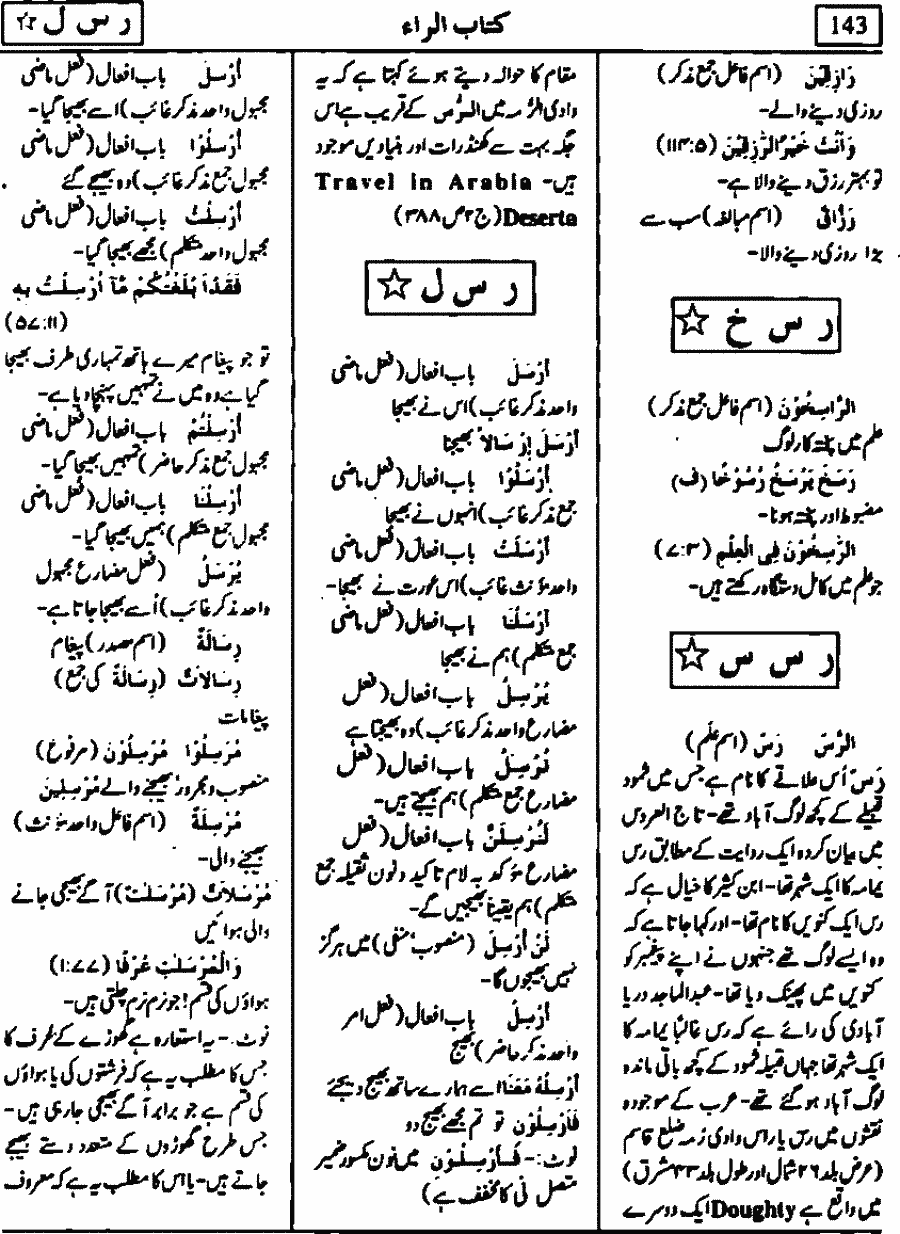 143
کتاب الراء
ر س ل ☆
رَازِقِیْنَ (اسم فاعل جمع مذکر)
روزی دینے والے۔
وَاَنْتَ خَیْرُ الرّٰزِقِیْنَ (۱۱۴:۵)
تو بہتر رزق دینے والا ہے۔
رَزَّاقٌ (اسم مبالغہ) سب سے
بڑا روزی دینے والا۔
ر س خ ☆
الرَّاسِخُوْنَ (اسم فاعل جمع مذکر)
علم میں پختہ کار لوگ
رَسَخَ یَرْسَخُ رُسُوْخًا (ف)
مضبوط اور پختہ ہونا۔
الرّٰسِخُوْنَ فِی الْعِلْمِ (۷:۳)
جو علم میں کامل دستگاہ رکھتے ہیں۔
ر س س ☆
الرَّسِّ رَسّ (اسم علم)
رَسّ اُس علاقے کا نام ہے جس میں ثمود
قبیلے کے کچھ لوگ آباد تھے۔ تاج العروس
میں بیان کردہ ایک روایت کے مطابق رس
یمامہ کا ایک شہر تھا۔ ابن کثیر کا خیال ہے کہ
رس ایک کنویں کا نام تھا۔ اور کہا جاتا ہے کہ
وہ ایسے لوگ تھے جنہوں نے اپنے پیغمبر کو
کنویں میں پھینک دیا تھا۔ عبدالماجد دریا
آبادی کی رائے ہے کہ رس غالباً یمامہ کا
ایک شہر تھا جہاں قبیلہ ثمود کے کچھ باقی ماندہ
لوگ آباد ہو گئے تھے۔ عرب کے موجودہ
نقشوں میں رس یا راس وادی رمہ ضلع قاسم
(عرض بلد ۲۶ شمال اور طول بلد ۴۳ مشرق)
میں واقع ہے Doughty ایک دوسرے
مقام کا حوالہ دیتے ہوئے کہتا ہے کہ یہ
وادی الرُّمہ میں الرُّس کے قریب ہے اس
جگہ بہت سے کھنڈرات اور بنیادیں موجود
ہیں۔ Travel in Arabia
Deserta (ج ۲ ص ۳۸۸)
ر س ل ☆
اَرْسَلَ باب افعال (فعل ماضی
واحد مذکر غائب) اس نے بھیجا
اَرْسَلَ اِرْسَالاً بھیجنا
اَرْسَلُوْا باب افعال (فعل ماضی
جمع مذکر غائب) انہوں نے بھیجا
اَرْسَلَتْ باب افعال (فعل ماضی
واحد مؤنث غائب) اس عورت نے بھیجا۔
اَرْسَلْنَا باب افعال (فعل ماضی
جمع متکلم) ہم نے بھیجا
یُرْسِلُ باب افعال (فعل
مضارع واحد مذکر غائب) وہ بھیجتا ہے
نُرْسِلُ باب افعال (فعل
مضارع جمع متکلم) ہم بھیجتے ہیں۔
لَنُرْسِلَنَّ باب افعال (فعل
مضارع مؤکد بہ لام تاکید و نون ثقیلہ جمع
متکلم) ہم یقیناً بھیجیں گے۔
لَنْ اُرْسِلَ (منصوب منفی) میں ہرگز
نہیں بھیجوں گا۔
اَرْسِلْ باب افعال (فعل امر
واحد مذکر حاضر) بھیج
اَرْسِلْهُ مَعَنَا اسے ہمارے ساتھ بھیج دیجئے
فَاَرْسِلُوْنِ تو تم مجھے بھیج دو
نوٹ:۔ فَاَرْسِلُوْنِ میں نون مکسور ضمیر
متصل نی کا مخفف ہے)
اُرْسِلَ باب افعال (فعل ماضی
مجہول واحد مذکر غائب) اسے بھیجا گیا۔
اُرْسِلُوْا باب افعال (فعل ماضی
مجہول جمع مذکر غائب) وہ بھیجے گئے
اُرْسِلْتُ باب افعال (فعل ماضی
مجہول واحد متکلم) مجھے بھیجا گیا۔
فَقَدْ اَبْلَغْتُکُمْ مَّآ اُرْسِلْتُ بِهٖ
(۵۷:۱۱)
تو جو پیغام میرے ہاتھ تمہاری طرف بھیجا
گیا ہے وہ میں نے تمہیں پہنچا دیا ہے۔
اُرْسِلْتُمْ باب افعال (فعل ماضی
مجہول جمع مذکر حاضر) تمہیں بھیجا گیا۔
اُرْسِلْنَا باب افعال (فعل ماضی
مجہول جمع متکلم) ہمیں بھیجا گیا۔
یُرْسَلُ (فعل مضارع مجہول
واحد مذکر غائب) اُسے بھیجا جاتا ہے۔
رِسَالَةٌ (اسم مصدر) پیغام
رِسَالاَتٌ (رِسَالَةٌ کی جمع)
پیغامات
مُرْسِلُوْا مُرْسِلُوْنَ (مرفوع)
منصوب و مجرور' بھیجنے والے مُرْسِلِیْنَ
مُرْسِلَةٌ (اسم فاعل واحد مؤنث)
بھیجنے والی۔
مُرْسَلاَتٌ (مُرْسَلَتْ) آگے بھیجی جانے
والی ہوائیں
وَالْمُرْسَلٰتِ عُرْفًا (۱:۷۷)
ہواؤں کی قسم! جو نرم نرم چلتی ہیں۔
نوٹ:۔ یہ استعارہ ہے گھوڑے کے عُرف کا
جس کا مطلب یہ ہے کہ فرشتوں کی یا ہواؤں
کی قسم ہے جو برابر آگے بھیجی جاری ہیں۔
جس طرح گھوڑوں کے متعدد دستے بھیجے
جاتے ہیں۔ یا اس کا مطلب یہ ہے کہ معروف